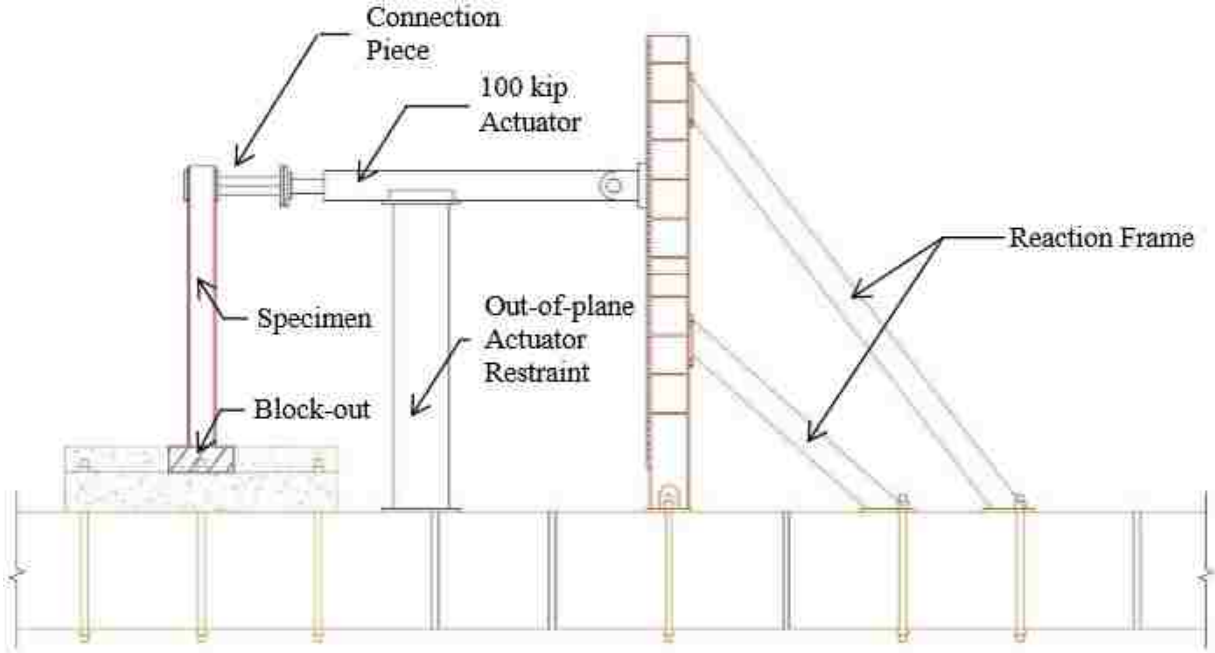 Connection
Piece
100 kip
Actuator
Reaction Frame
Specimen
Out-of-plane
Actuator
Restraint
Block-out